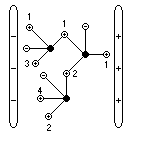 1 1
− + + −
− − + + + 1 +
3 +
− − + 2 +
4 +
− + +
2